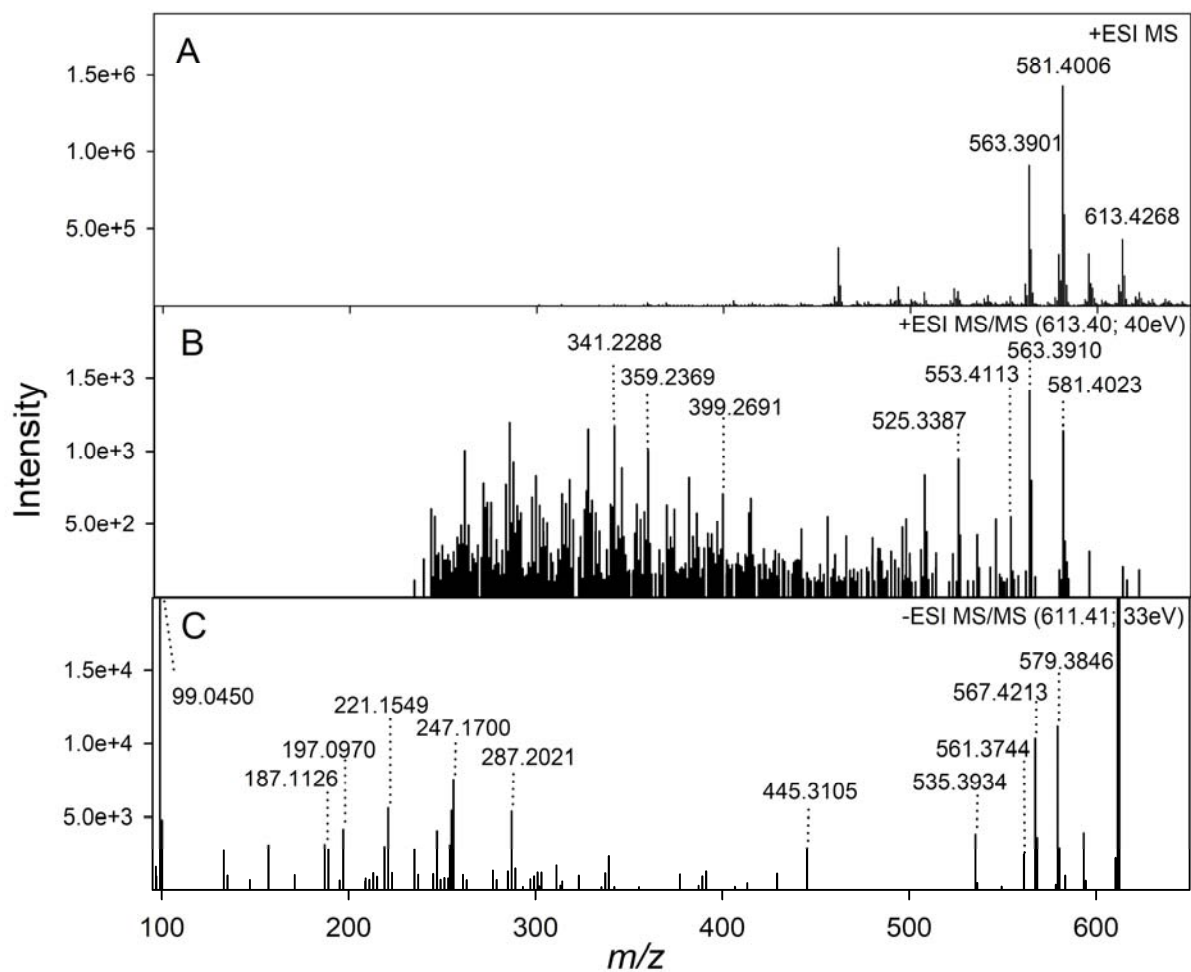 A
+ESI MS
581.4006
563.3901
613.4268
1.5e+6
1.0e+6
5.0e+5
B
+ESI MS/MS (613.40; 40eV)
341.2288
563.3910
359.2369
553.4113
581.4023
399.2691
525.3387
1.5e+3
1.0e+3
5.0e+2
Intensity
C
-ESI MS/MS (611.41; 33eV)
579.3846
99.0450
567.4213
221.1549
247.1700
197.0970
561.3744
287.2021
187.1126
535.3934
445.3105
1.5e+4
1.0e+4
5.0e+3
100 200 300 400 500 600
m/z